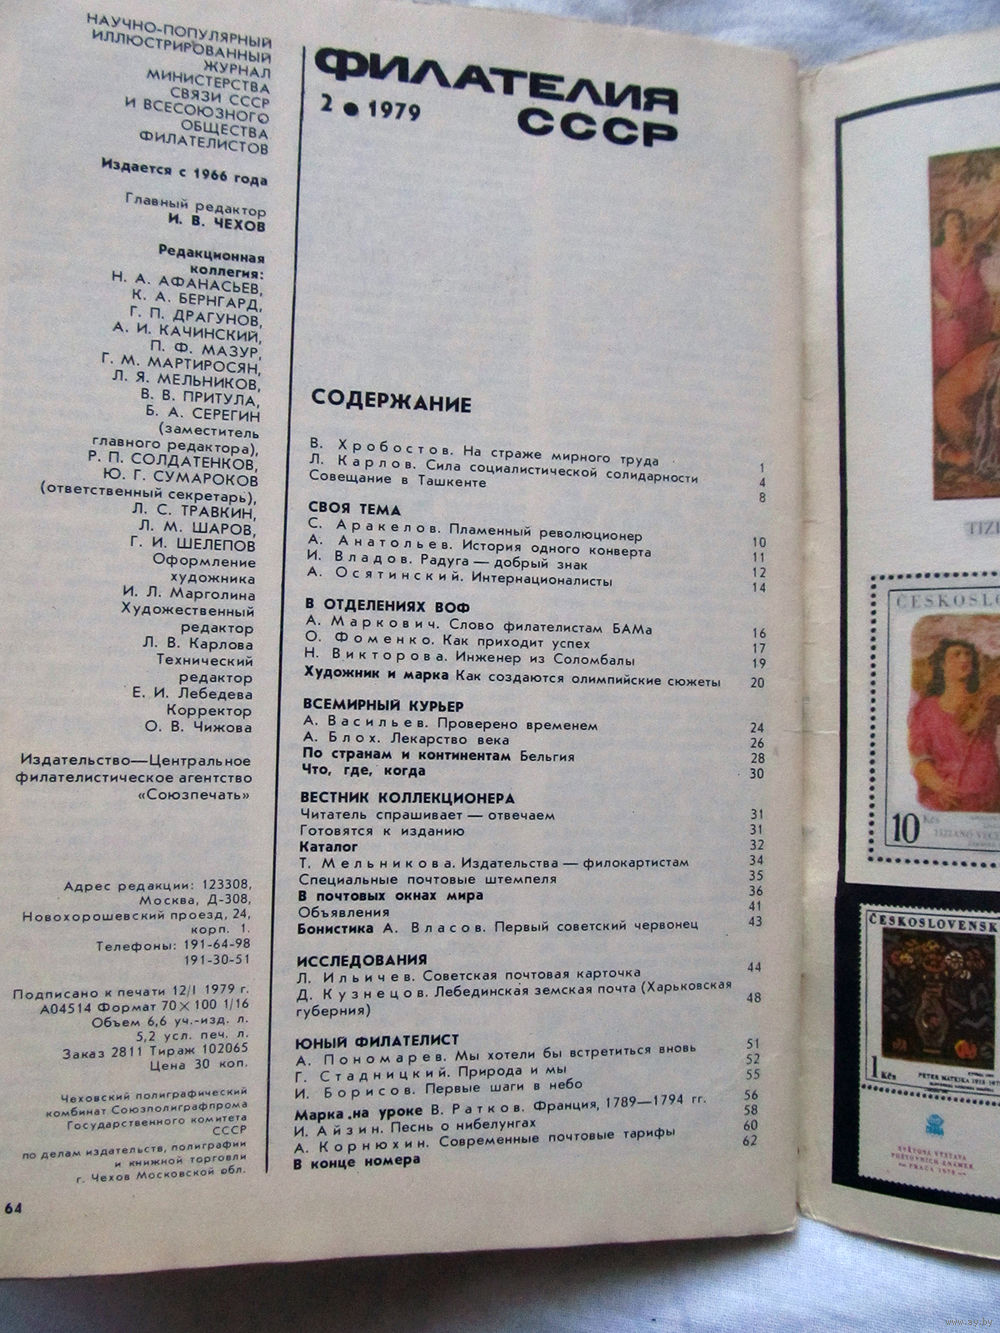 НАУЧНО-ПОПУЛЯРНЫЙ
ИЛЛЮСТРИРОВАННЫЙ
ЖУРНАЛ
МИНИСТЕРСТВА
СВЯЗИ СССР
И ВСЕСОЮЗНОГО
ОБЩЕСТВА
ФИЛАТЕЛИСТОВ
Издается с 1966 года
Главный редактор
И. В. ЧЕХОВ
Редакционная
коллегия:
Н. А. АФАНАСЬЕВ,
К. А. БЕРНГАРД,
Г. П. ДРАГУНОВ,
А. И. КАЧИНСКИЙ,
П. Ф. МАЗУР,
Г. М. МАРТИРОСЯН,
Л. Я. МЕЛЬНИКОВ,
В. В. ПРИТУЛА,
Б. А. СЕРЕГИН
(заместитель
главного редактора),
Р. П. СОЛДАТЕНКОВ,
Ю. Г. СУМАРОКОВ
(ответственный секретарь),
Л. С. ТРАВКИН,
Л. М. ШАРОВ,
Г. И. ШЕЛЕПОВ
Оформление
художника
И. Л. Марголина
Художественный
редактор
Л. В. Карлова
Технический
редактор
Е. И. Лебедева
Корректор
О. В. Чижова
Издательство—Центральное
филателистическое агентство
«Союзпечать»
Адрес редакции: 123308,
Москва, Д-308,
Новохорошевский проезд, 24,
корп. 1.
Телефоны: 191-64-98
191-30-51
Подписано к печати 12/I 1979 г.
А04514 Формат 70×100 1/16
Объем 6,6 уч.-изд. л.
5,2 усл. печ. л.
Заказ 2811 Тираж 102065
Цена 30 коп.
Чеховский полиграфический
комбинат Союзполиграфпрома
Государственного комитета
СССР
по делам издательств, полиграфии
и книжной торговли
г. Чехов Московской обл.
64
ФИЛАТЕЛИЯ
СССР
2 ● 1979
СОДЕРЖАНИЕ
В. Хробостов. На страже мирного труда 1
Л. Карлов. Сила социалистической солидарности 4
Совещание в Ташкенте 8
СВОЯ ТЕМА
С. Аракелов. Пламенный революционер 10
А. Анатольев. История одного конверта 11
И. Владов. Радуга — добрый знак 12
А. Осятинский. Интернационалисты 14
В ОТДЕЛЕНИЯХ ВОФ
А. Маркович. Слово филателистам БАМа 16
О. Фоменко. Как приходит успех 17
Н. Викторова. Инженер из Соломбалы 19
Художник и марка Как создаются олимпийские сюжеты 20
ВСЕМИРНЫЙ КУРЬЕР
А. Васильев. Проверено временем 24
А. Блох. Лекарство века 26
По странам и континентам Бельгия 28
Что, где, когда 30
ВЕСТНИК КОЛЛЕКЦИОНЕРА
Читатель спрашивает — отвечаем 31
Готовятся к изданию 31
Каталог 32
Т. Мельникова. Издательства — филокартистам 34
Специальные почтовые штемпеля 35
В почтовых окнах мира 36
Объявления 41
Бонистика А. Власов. Первый советский червонец 43
ИССЛЕДОВАНИЯ
Л. Ильичев. Советская почтовая карточка 44
Д. Кузнецов. Лебединская земская почта (Харьковская
губерния) 48
ЮНЫЙ ФИЛАТЕЛИСТ
А. Пономарев. Мы хотели бы встретиться вновь 51
Г. Стадницкий. Природа и мы 52
И. Борисов. Первые шаги в небо 55
Марка на уроке В. Ратков. Франция, 1789—1794 гг. 56
И. Айзин. Песнь о нибелунгах 58
А. Корнюхин. Современные почтовые тарифы 60
В конце номера 62
TIZI
ČESKOSLO
10 Kčs
ČESKOSLOVENSK
1 Kčs
PETER MATEJKA 1913-197
SVĚTOVÁ VÝSTAVA
POŠTOVNÍCH ZNÁMEK
PRAGA 1978
www.ay.by